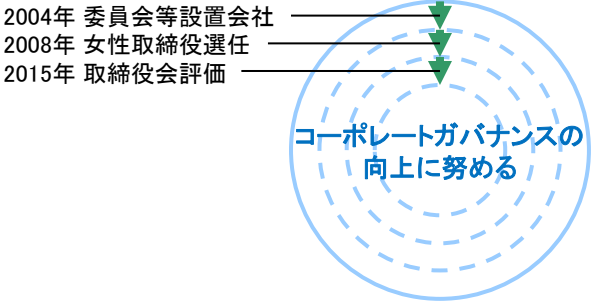 2004年 委員会等設置会社
2008年 女性取締役選任
2015年 取締役会評価
コーポレートガバナンスの
向上に努める